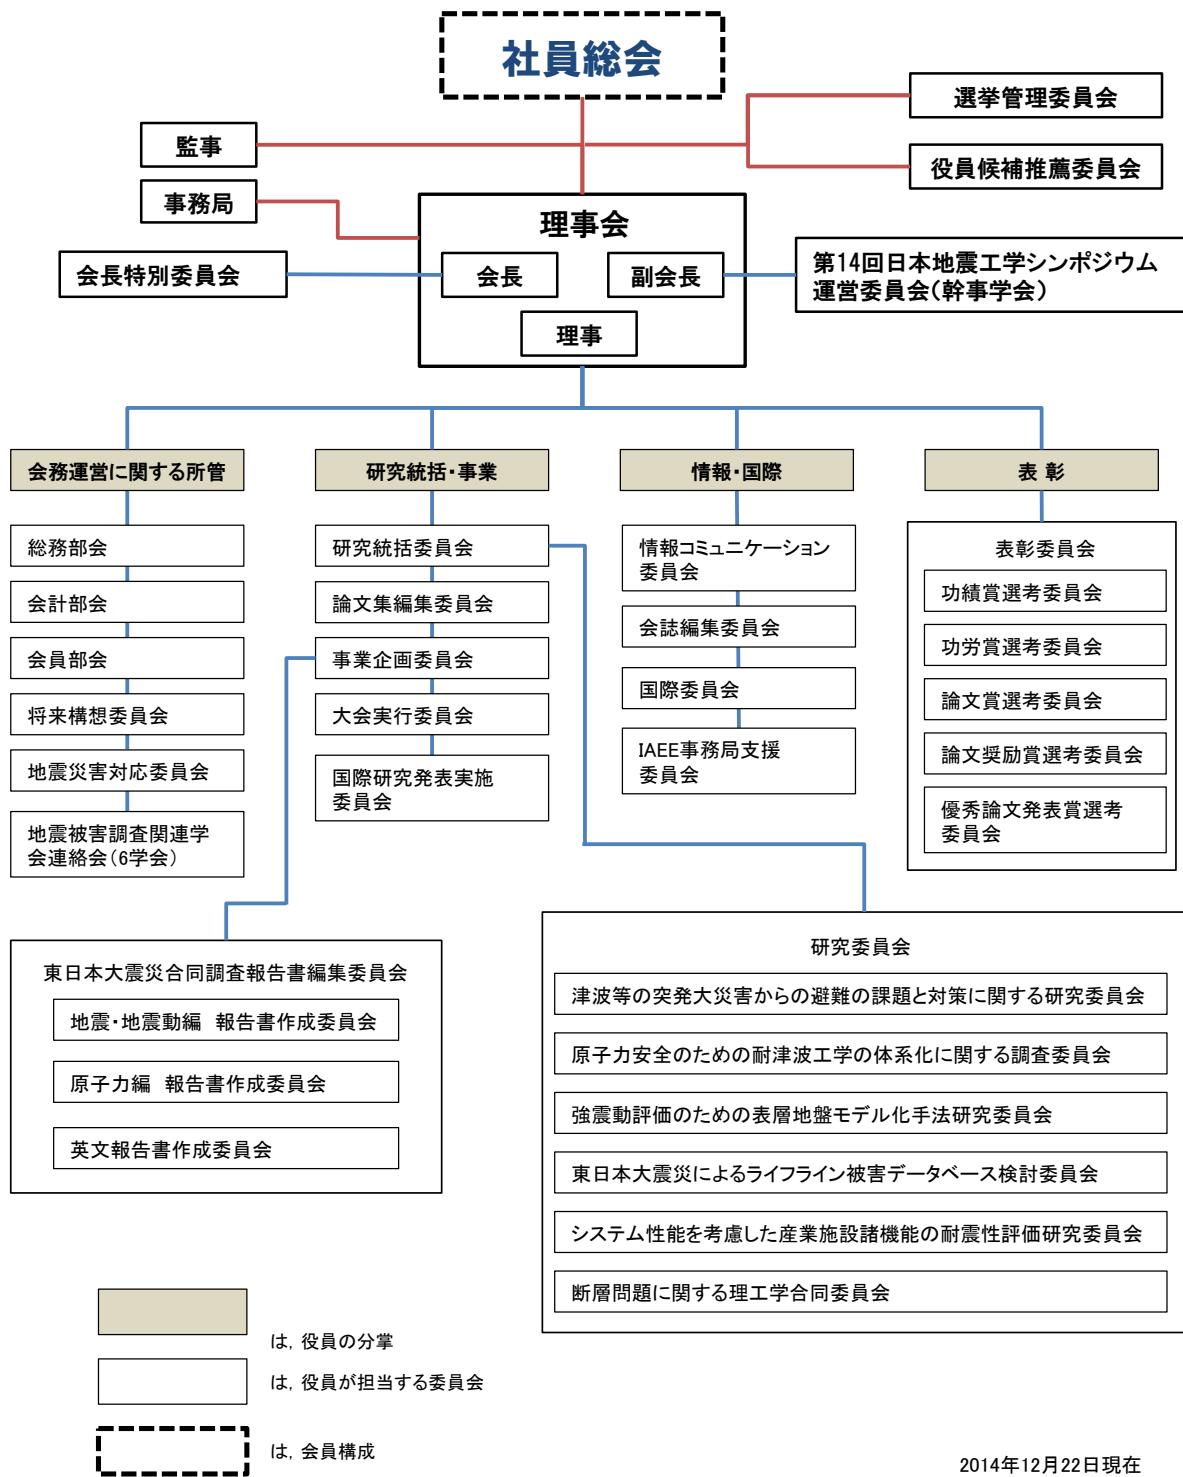 社員総会
選挙管理委員会
監事
役員候補推薦委員会
事務局
理事会
会長特別委員会
会長
副会長
第14回日本地震工学シンポジウム
運営委員会(幹事学会)
理事
会務運営に関する所管
総務部会
会計部会
会員部会
将来構想委員会
地震災害対応委員会
地震被害調査関連学
会連絡会(6学会)
研究統括・事業
研究統括委員会
論文集編集委員会
事業企画委員会
大会実行委員会
国際研究発表実施
委員会
情報・国際
情報コミュニケーション
委員会
会誌編集委員会
国際委員会
IAEE事務局支援
委員会
表 彰
表彰委員会
功績賞選考委員会
功労賞選考委員会
論文賞選考委員会
論文奨励賞選考委員会
優秀論文発表賞選考
委員会
東日本大震災合同調査報告書編集委員会
地震・地震動編 報告書作成委員会
原子力編 報告書作成委員会
英文報告書作成委員会
研究委員会
津波等の突発大災害からの避難の課題と対策に関する研究委員会
原子力安全のための耐津波工学の体系化に関する調査委員会
強震動評価のための表層地盤モデル化手法研究委員会
東日本大震災によるライフライン被害データベース検討委員会
システム性能を考慮した産業施設諸機能の耐震性評価研究委員会
断層問題に関する理工学合同委員会
は, 役員の分掌
は, 役員が担当する委員会
は, 会員構成
2014年12月22日現在